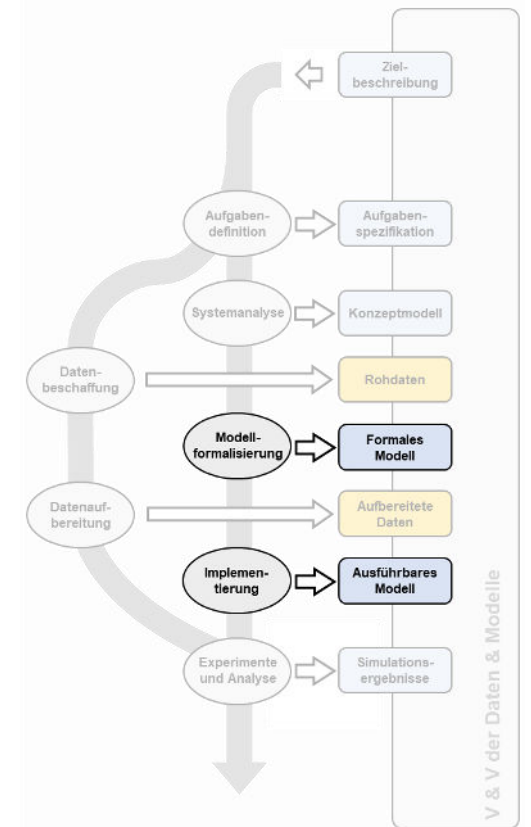 Ziel-
beschreibung
Aufgaben-
definition
Aufgaben-
spezifikation
Systemanalyse
Konzeptmodell
Daten-
beschaffung
Rohdaten
Modell-
formalisierung
Formales
Modell
Datenauf-
bereitung
Aufbereitete
Daten
Implemen-
tierung
Ausführbares
Modell
Experimente
und Analyse
Simulations-
ergebnisse
V & V der Daten & Modelle